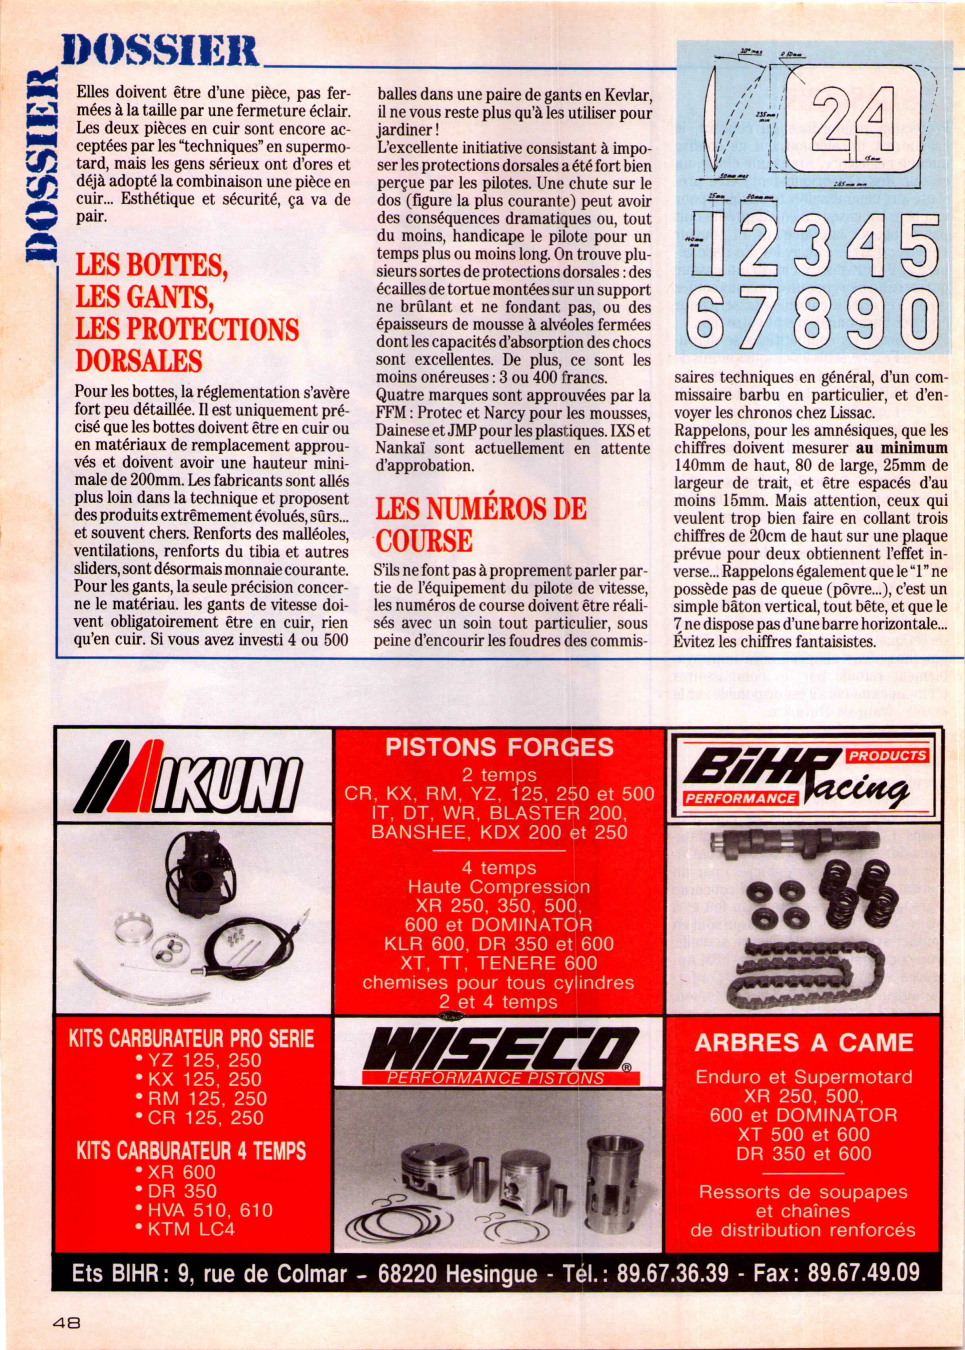 DOSSIER
DOSSIER
Elles doivent être d'une pièce, pas fer-
mées à la taille par une fermeture éclair.
Les deux pièces en cuir sont encore ac-
ceptées par les "techniques" en supermo-
tard, mais les gens sérieux ont d'ores et
déjà adopté la combinaison une pièce en
cuir... Esthétique et sécurité, ça va de
pair.
LES BOTTES,
LES GANTS,
LES PROTECTIONS
DORSALES
Pour les bottes, la réglementation s'avère
fort peu détaillée. Il est uniquement pré-
cisé que les bottes doivent être en cuir ou
en matériaux de remplacement approu-
vés et doivent avoir une hauteur mini-
male de 200mm. Les fabricants sont allés
plus loin dans la technique et proposent
des produits extrêmement évolués, sûrs...
et souvent chers. Renforts des malléoles,
ventilations, renforts du tibia et autres
sliders, sont désormais monnaie courante.
Pour les gants, la seule précision concer-
ne le matériau. les gants de vitesse doi-
vent obligatoirement être en cuir, rien
qu'en cuir. Si vous avez investi 4 ou 500
balles dans une paire de gants en Kevlar,
il ne vous reste plus qu'à les utiliser pour
jardiner !
L'excellente initiative consistant à impo-
ser les protections dorsales a été fort bien
perçue par les pilotes. Une chute sur le
dos (figure la plus courante) peut avoir
des conséquences dramatiques ou, tout
du moins, handicape le pilote pour un
temps plus ou moins long. On trouve plu-
sieurs sortes de protections dorsales : des
écailles de tortue montées sur un support
ne brûlant et ne fondant pas, ou des
épaisseurs de mousse à alvéoles fermées
dont les capacités d'absorption des chocs
sont excellentes. De plus, ce sont les
moins onéreuses : 3 ou 400 francs.
Quatre marques sont approuvées par la
FFM : Protec et Narcy pour les mousses,
Dainese et JMP pour les plastiques. IXS et
Nankaï sont actuellement en attente
d'approbation.
LES NUMÉROS DE
COURSE
S'ils ne font pas à proprement parler par-
tie de l'équipement du pilote de vitesse,
les numéros de course doivent être réali-
sés avec un soin tout particulier, sous
peine d'encourir les foudres des commis-
20° max
Ø 50mm
24
235mm
15mm
50mm max
285mm
25mm
80mm
140mm
1 2 3 4 5
6 7 8 9 0
saires techniques en général, d'un com-
missaire barbu en particulier, et d'en-
voyer les chronos chez Lissac.
Rappelons, pour les amnésiques, que les
chiffres doivent mesurer au minimum
140mm de haut, 80 de large, 25mm de
largeur de trait, et être espacés d'au
moins 15mm. Mais attention, ceux qui
veulent trop bien faire en collant trois
chiffres de 20cm de haut sur une plaque
prévue pour deux obtiennent l'effet in-
verse... Rappelons également que le "1" ne
possède pas de queue (pôvre...), c'est un
simple bâton vertical, tout bête, et que le
7 ne dispose pas d'une barre horizontale...
Évitez les chiffres fantaisistes.
MIKUNI
KITS CARBURATEUR PRO SERIE
• YZ 125, 250
• KX 125, 250
• RM 125, 250
• CR 125, 250
KITS CARBURATEUR 4 TEMPS
• XR 600
• DR 350
• HVA 510, 610
• KTM LC4
PISTONS FORGES
2 temps
CR, KX, RM, YZ, 125, 250 et 500
IT, DT, WR, BLASTER 200,
BANSHEE, KDX 200 et 250
4 temps
Haute Compression
XR 250, 350, 500,
600 et DOMINATOR
KLR 600, DR 350 et 600
XT, TT, TENERE 600
chemises pour tous cylindres
2 et 4 temps
WISECO®
PERFORMANCE PISTONS
BiHR Racing
PRODUCTS
PERFORMANCE
ARBRES A CAME
Enduro et Supermotard
XR 250, 500,
600 et DOMINATOR
XT 500 et 600
DR 350 et 600
Ressorts de soupapes
et chaînes
de distribution renforcés
Ets BIHR : 9, rue de Colmar – 68220 Hesingue - Tél. : 89.67.36.39 - Fax : 89.67.49.09
48